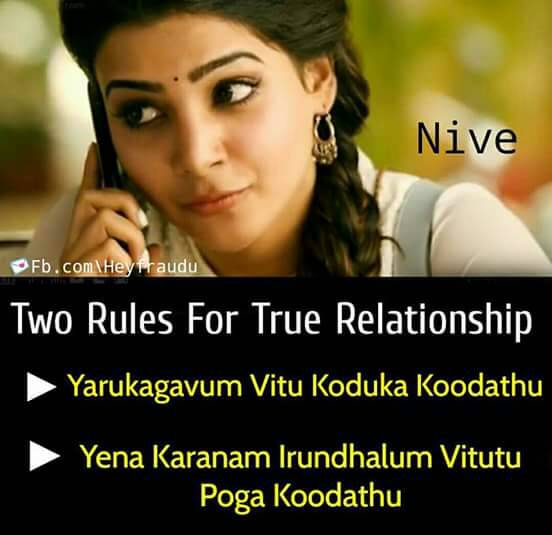 Nive
Fb.com\Heyfraudu
Two Rules For True Relationship
Yarukagavum Vitu Koduka Koodathu
Yena Karanam Irundhalum Vitutu
Poga Koodathu